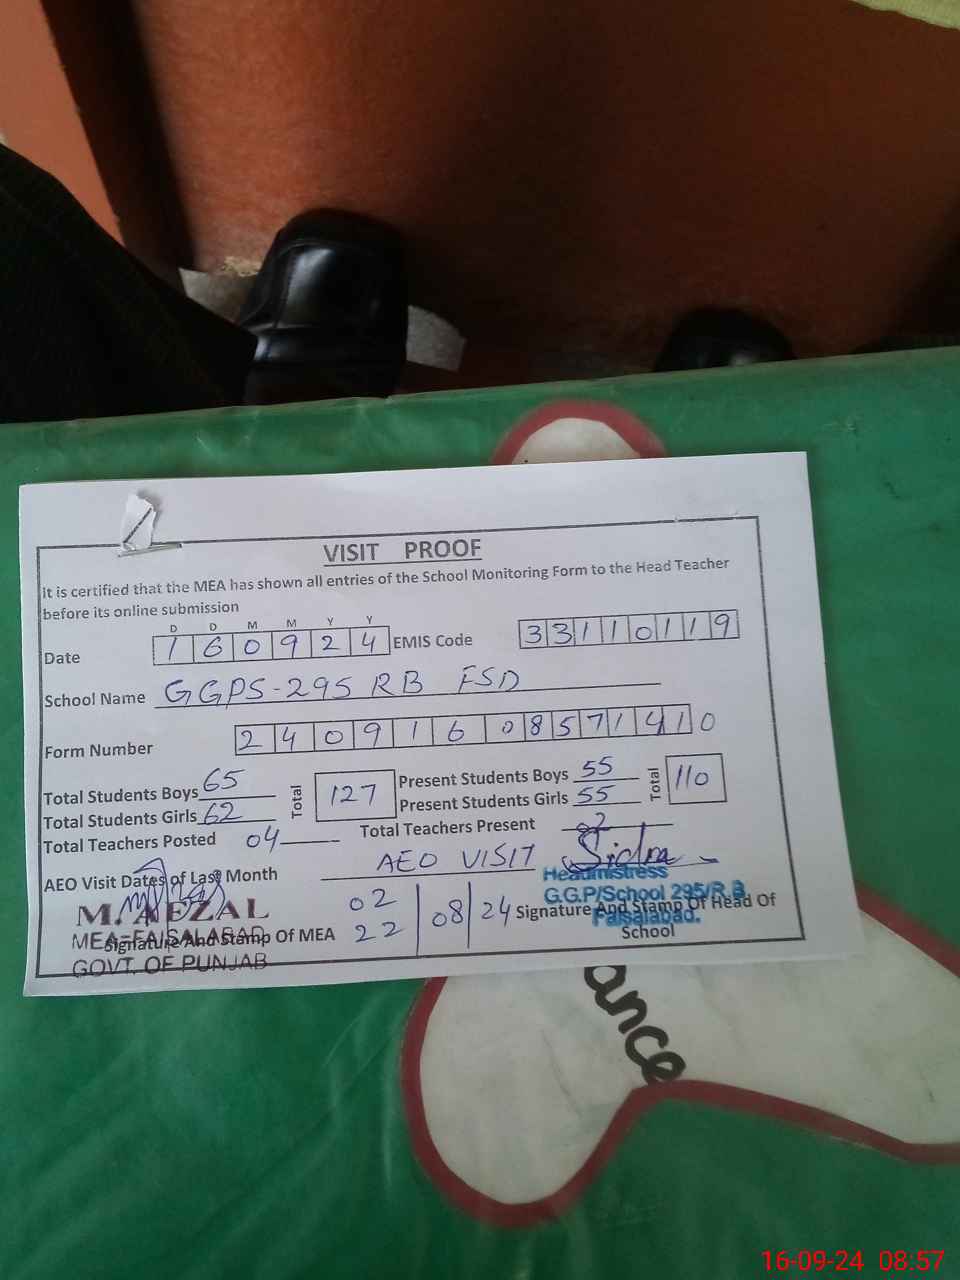 VISIT PROOF
It is certified that the MEA has shown all entries of the School Monitoring Form to the Head Teacher
before its online submission
D D M M Y Y
Date 1 6 0 9 2 4 EMIS Code 3 3 1 1 0 1 1 9
School Name GGPS-295 RB FSD
Form Number 2 4 0 9 1 6 0 8 5 7 1 4 1 0
Total Students Boys 65 Total 127 Present Students Boys 55 Total 110
Total Students Girls 62 Present Students Girls 55
Total Teachers Posted 04 Total Teachers Present 02
AEO Visit Dates of Last Month AEO VISIT Sidra
M. AFZAL 02 Headmistress
MEA-FAISALABAD 22 08 24 G.G.P/School 295/R.B.
GOVT. OF PUNJAB Faisalabad.
Signature And Stamp Of MEA Signature And Stamp Of Head Of
School
ance
16-09-24 08:57